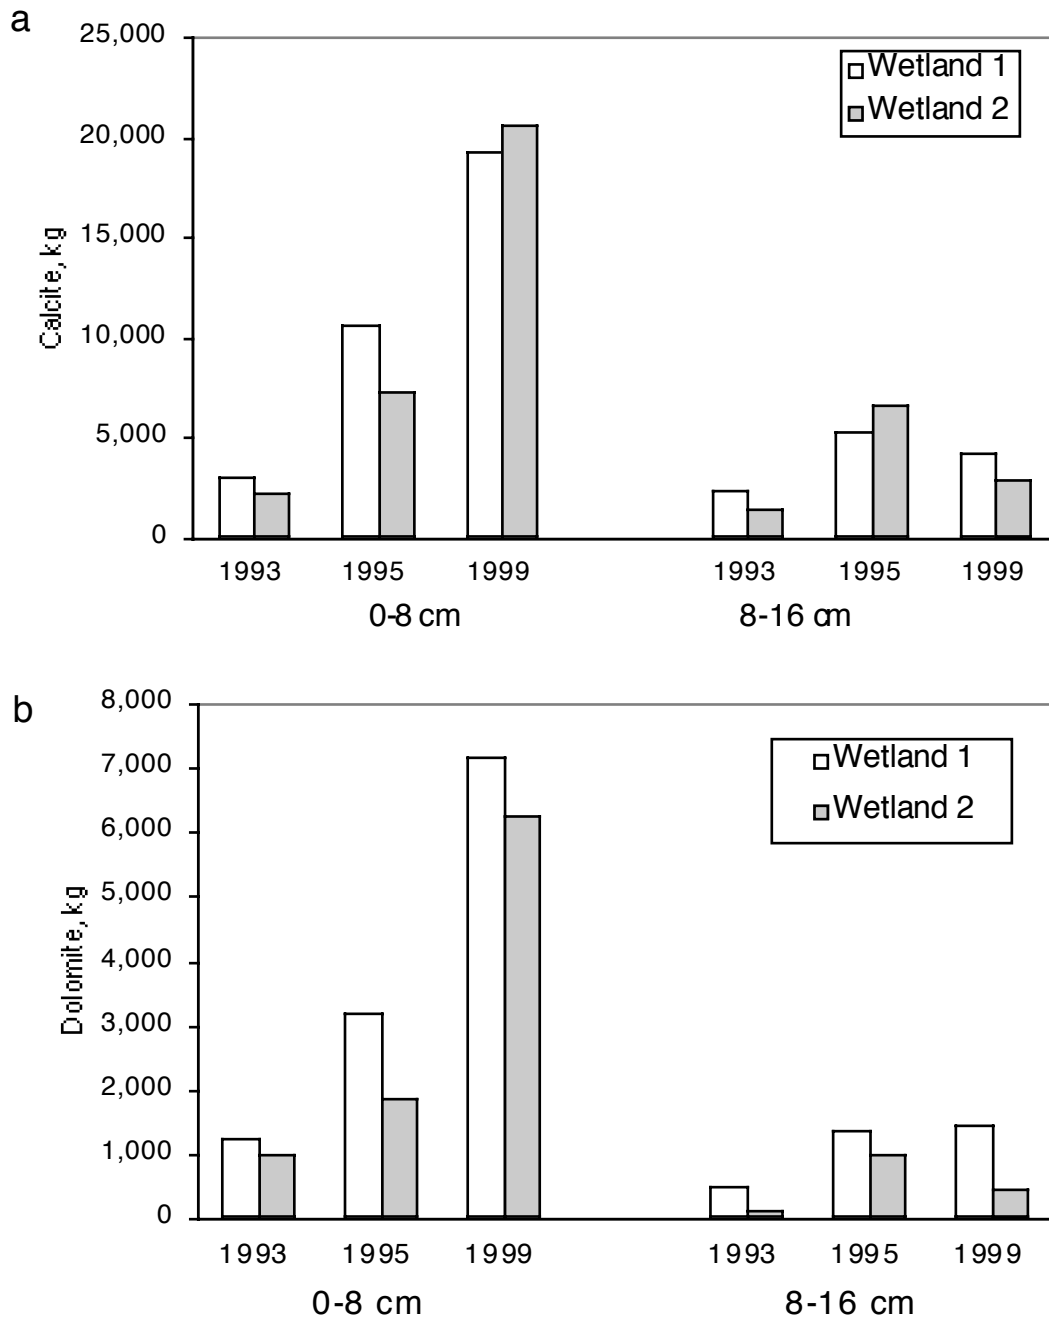 a
25,000
20,000
15,000
10,000
5,000
0
Calcite, kg
Wetland 1
Wetland 2
1993 1995 1999 1993 1995 1999
0-8 cm 8-16 cm
b
8,000
7,000
6,000
5,000
4,000
3,000
2,000
1,000
0
Dolomite, kg
Wetland 1
Wetland 2
1993 1995 1999 1993 1995 1999
0-8 cm 8-16 cm